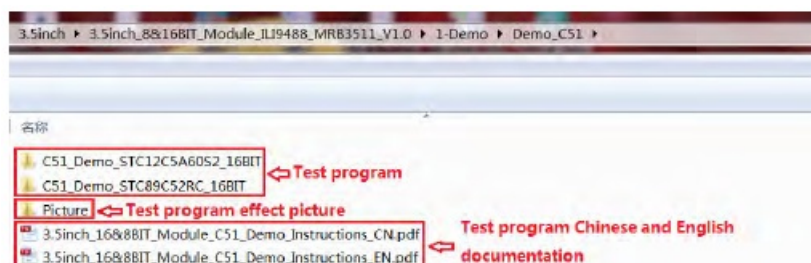 3.5inch ▸ 3.5inch_8&16BIT_Module_ILI9488_MRB3511_V1.0 ▸ 1-Demo ▸ Demo_C51 ▸
名称
C51_Demo_STC12C5A60S2_16BIT
Test program
C51_Demo_STC89C52RC_16BIT
Picture Test program effect picture
3.5inch_16&8BIT_Module_C51_Demo_Instructions_CN.pdf
Test program Chinese and English
3.5inch_16&8BIT_Module_C51_Demo_Instructions_EN.pdf
documentation